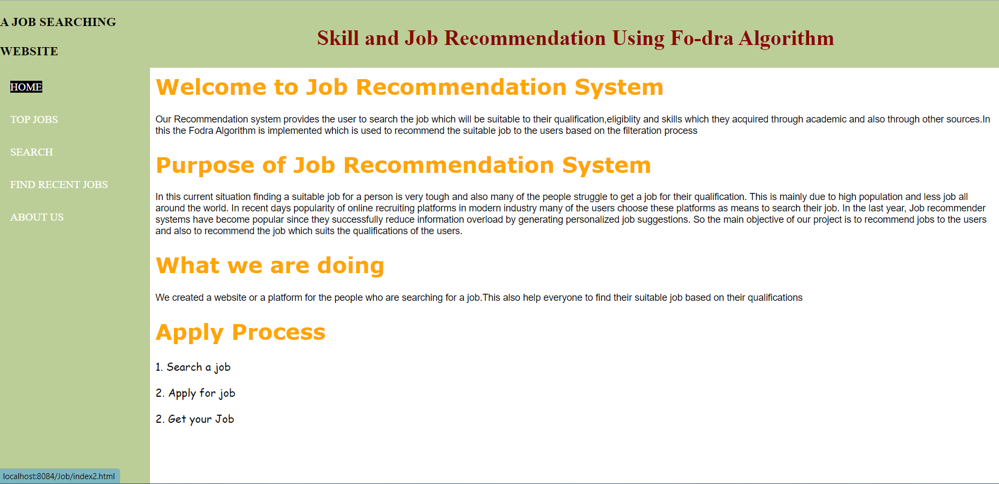 A JOB SEARCHING
WEBSITE
Skill and Job Recommendation Using Fo-dra Algorithm
HOME
TOP JOBS
SEARCH
FIND RECENT JOBS
ABOUT US
Welcome to Job Recommendation System
Our Recommendation system provides the user to search the job which will be suitable to their qualification,eligiblity and skills which they acquired through academic and also through other sources.In
this the Fodra Algorithm is implemented which is used to recommend the suitable job to the users based on the filteration process
Purpose of Job Recommendation System
In this current situation finding a suitable job for a person is very tough and also many of the people struggle to get a job for their qualification. This is mainly due to high population and less job all
around the world. In recent days popularity of online recruiting platforms in modern industry many of the users choose these platforms as means to search their job. In the last year, Job recommender
systems have become popular since they successfully reduce information overload by generating personalized job suggestions. So the main objective of our project is to recommend jobs to the users
and also to recommend the job which suits the qualifications of the users.
What we are doing
We created a website or a platform for the people who are searching for a job.This also help everyone to find their suitable job based on their qualifications
Apply Process
1. Search a job
2. Apply for job
2. Get your Job
localhost:8084/Job/index2.html